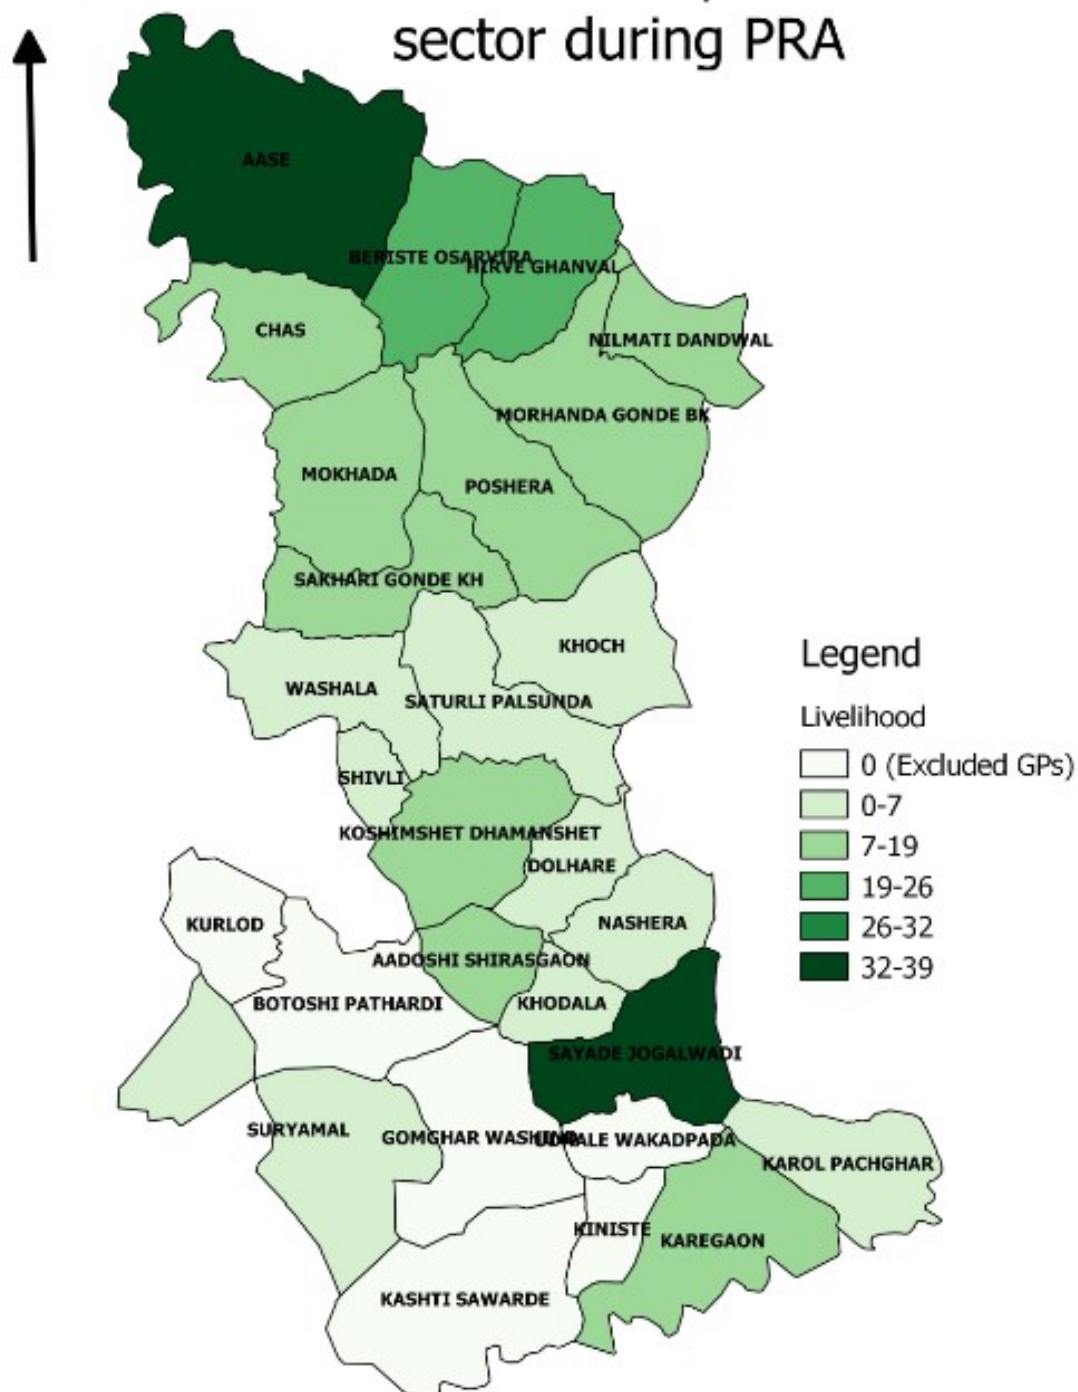 sector during PRA
AASE
BERISTE OSARVIRA
HIRVE GHANVAL
CHAS
NILMATI DANDWAL
MORHANDA GONDE BK
MOKHADA
POSHERA
SAKHARI GONDE KH
KHOCH
WASHALA
SATURLI PALSUNDA
SHIVLI
KOSHIMSHET DHAMANSHET
DOLHARE
KURLOD
NASHERA
AADOSHI SHIRASGAON
BOTOSHI PATHARDI
KHODALA
SAYADE JOGALWADI
SURYAMAL
GOMGHAR
WAKADPADA
KAROL PACHGHAR
KINISTE
KAREGAON
KASHTI SAWARDE
Legend
Livelihood
0 (Excluded GPs)
0-7
7-19
19-26
26-32
32-39